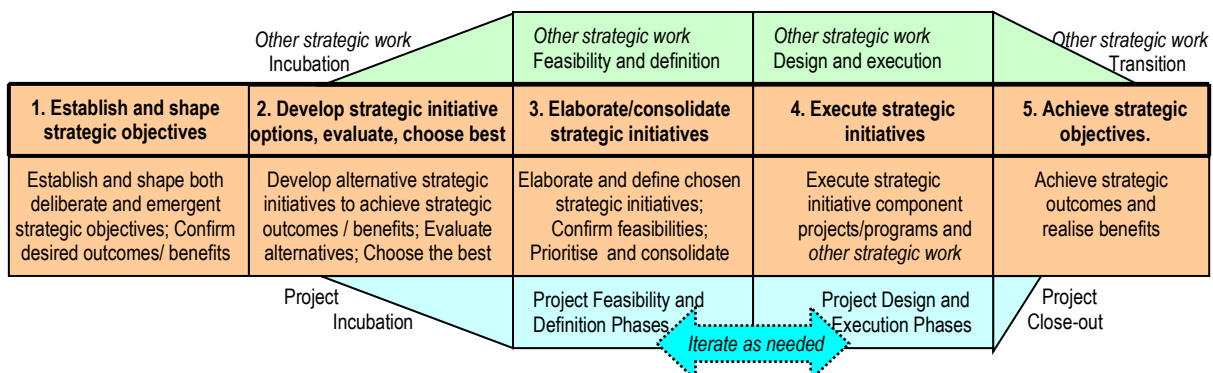 Other strategic work
Incubation
Other strategic work
Feasibility and definition
Other strategic work
Design and execution
Other strategic work
Transition
1. Establish and shape
strategic objectives
2. Develop strategic initiative
options, evaluate, choose best
3. Elaborate/consolidate
strategic initiatives
4. Execute strategic
initiatives
5. Achieve strategic
objectives.
Establish and shape both
deliberate and emergent
strategic objectives; Confirm
desired outcomes/ benefits
Develop alternative strategic
initiatives to achieve strategic
outcomes / benefits; Evaluate
alternatives; Choose the best
Elaborate and define chosen
strategic initiatives;
Confirm feasibilities;
Prioritise and consolidate
Execute strategic
initiative component
projects/programs and
other strategic work
Achieve strategic
outcomes and
realise benefits
Project
Incubation
Project Feasibility and
Definition Phases
Project Design and
Execution Phases
Project
Close-out
Iterate as needed